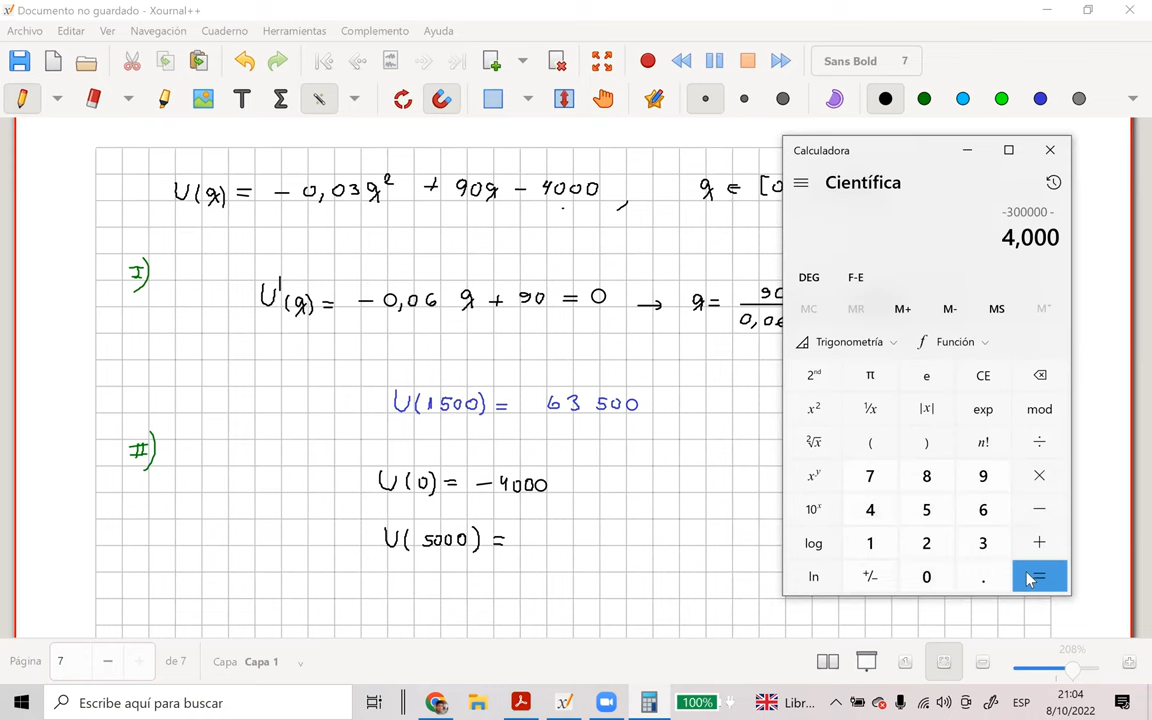 Documento no guardado - Xournal++
Archivo Editar Ver Navegación Cuaderno Herramientas Complemento Ayuda
Sans Bold 7
U(q) = - 0,03q² + 90q - 4000 , q ∈ [0
I)
U'(q) = - 0,06 q + 90 = 0 → q = 90
0,06
U(1500) = 63 500
II)
U(0) = - 4000
U( 5000 ) =
Calculadora
Científica
-300000 -
4,000
DEG F-E
MC MR M+ M- MS M˅
Trigonometría Función
2ⁿᵈ π e CE
x² ¹/x |x| exp mod
²√x ( ) n! ÷
xʸ 7 8 9 ×
10ˣ 4 5 6 −
log 1 2 3 +
ln +/- 0 . =
Página 7 de 7 Capa Capa 1
208%
Escribe aquí para buscar
100%
Libr...
ESP
21:04
8/10/2022